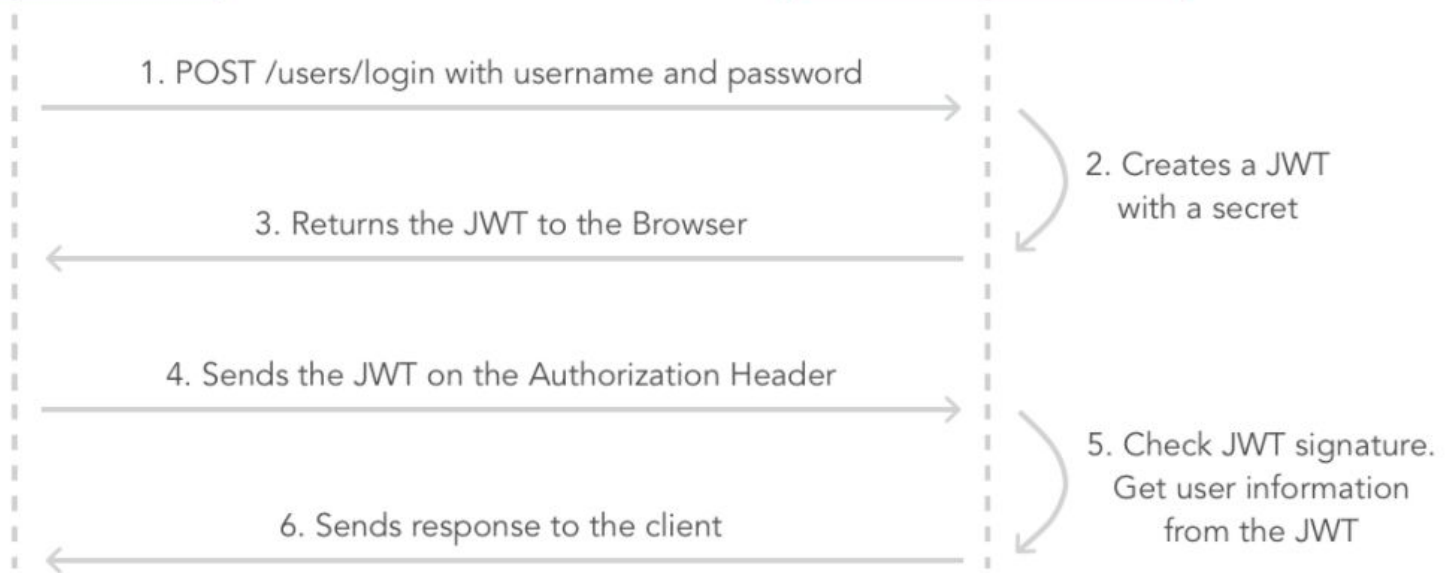 1. POST /users/login with username and password
2. Creates a JWT
with a secret
3. Returns the JWT to the Browser
4. Sends the JWT on the Authorization Header
5. Check JWT signature.
Get user information
from the JWT
6. Sends response to the client